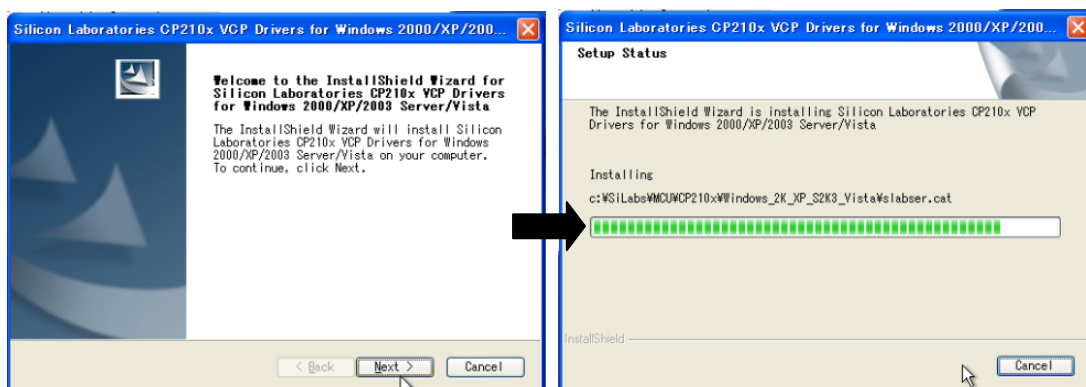 Silicon Laboratories CP210x VCP Drivers for Windows 2000/XP/200...
Welcome to the InstallShield Wizard for
Silicon Laboratories CP210x VCP Drivers
for Windows 2000/XP/2003 Server/Vista
The InstallShield Wizard will install Silicon
Laboratories CP210x VCP Drivers for Windows
2000/XP/2003 Server/Vista on your computer.
To continue, click Next.
< Back
Next >
Cancel
Silicon Laboratories CP210x VCP Drivers for Windows 2000/XP/200...
Setup Status
The InstallShield Wizard is installing Silicon Laboratories CP210x VCP
Drivers for Windows 2000/XP/2003 Server/Vista
Installing
c:¥SiLabs¥MCU¥CP210x¥Windows_2K_XP_S2K3_Vista¥slabser.cat
InstallShield
Cancel